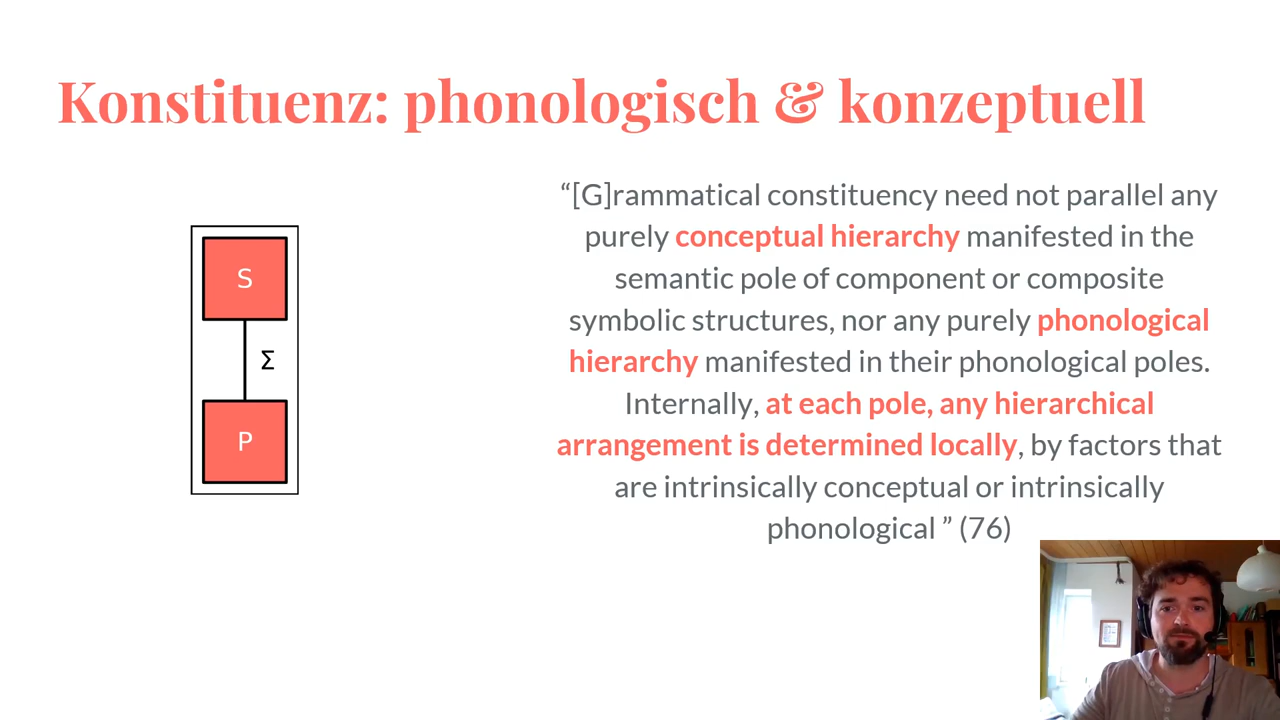 Konstituenz: phonologisch & konzeptuell
S
Σ
P
“[G]rammatical constituency need not parallel any
purely conceptual hierarchy manifested in the
semantic pole of component or composite
symbolic structures, nor any purely phonological
hierarchy manifested in their phonological poles.
Internally, at each pole, any hierarchical
arrangement is determined locally, by factors that
are intrinsically conceptual or intrinsically
phonological ” (76)